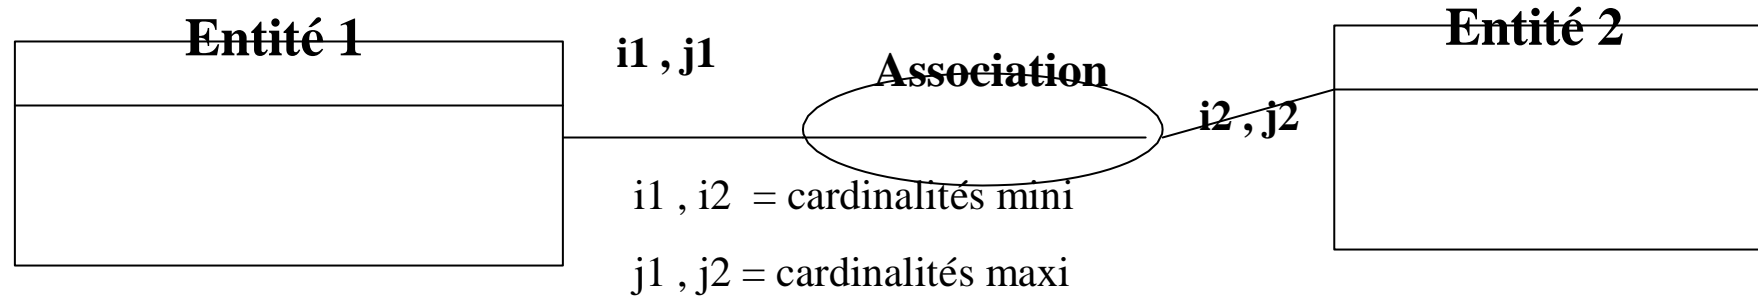 Entité 1
i1 , j1
Association
i2 , j2
Entité 2
i1 , i2 = cardinalités mini
j1 , j2 = cardinalités maxi